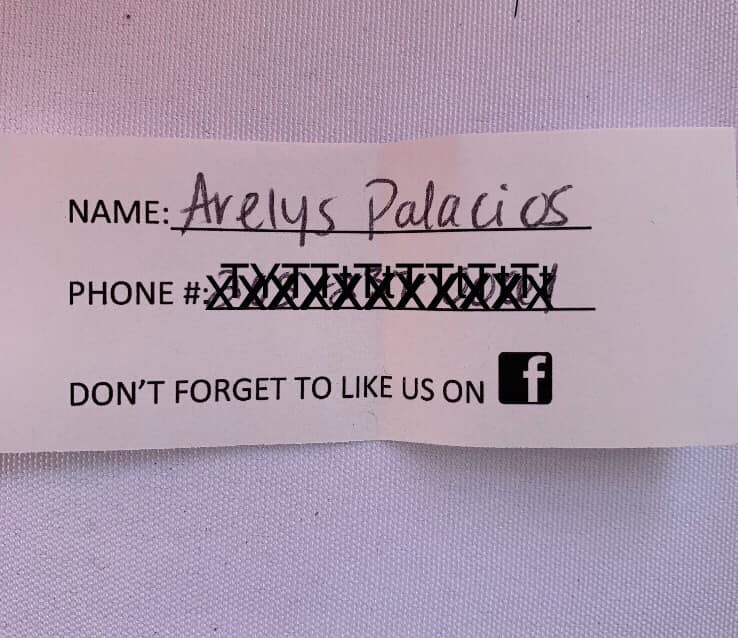 NAME: Arelys Palacios
PHONE #:
DON'T FORGET TO LIKE US ON f